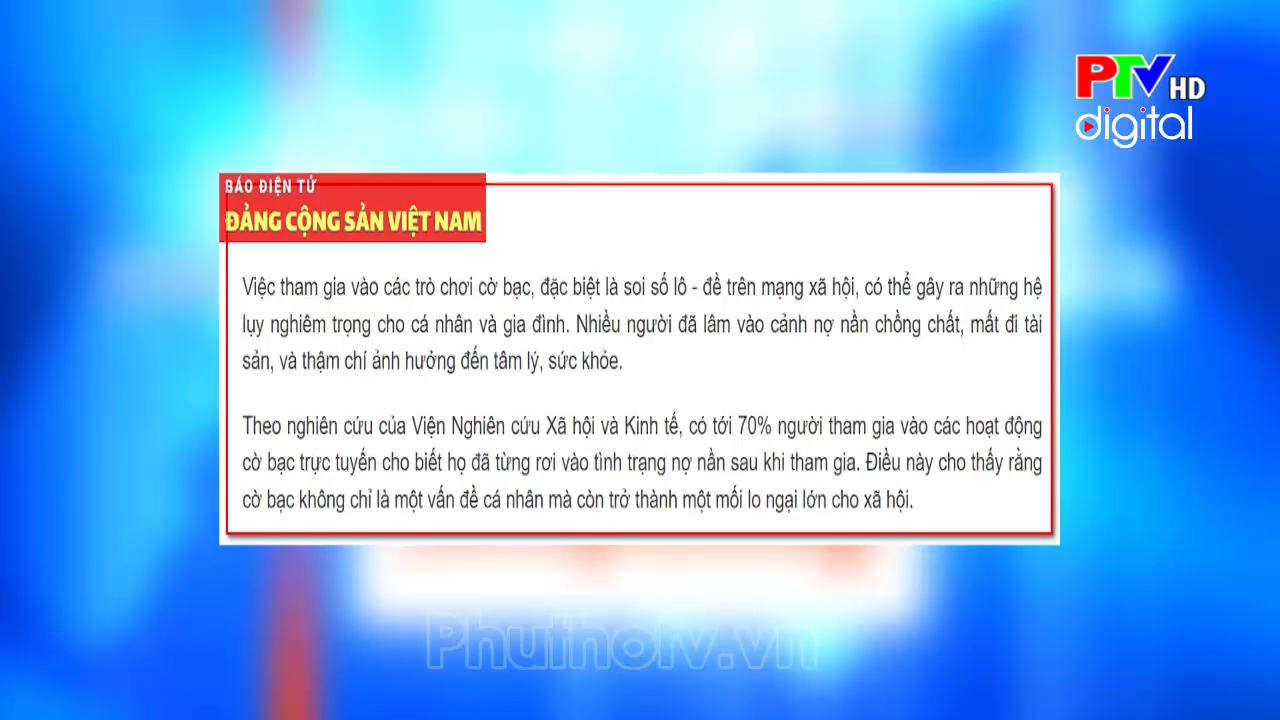 PTV HD
digital
BÁO ĐIỆN TỬ
ĐẢNG CỘNG SẢN VIỆT NAM
Việc tham gia vào các trò chơi cờ bạc, đặc biệt là soi số lô - đề trên mạng xã hội, có thể gây ra những hệ
lụy nghiêm trọng cho cá nhân và gia đình. Nhiều người đã lâm vào cảnh nợ nần chồng chất, mất đi tài
sản, và thậm chí ảnh hưởng đến tâm lý, sức khỏe.
Theo nghiên cứu của Viện Nghiên cứu Xã hội và Kinh tế, có tới 70% người tham gia vào các hoạt động
cờ bạc trực tuyến cho biết họ đã từng rơi vào tình trạng nợ nần sau khi tham gia. Điều này cho thấy rằng
cờ bạc không chỉ là một vấn đề cá nhân mà còn trở thành một mối lo ngại lớn cho xã hội.
Phuthotv.vn